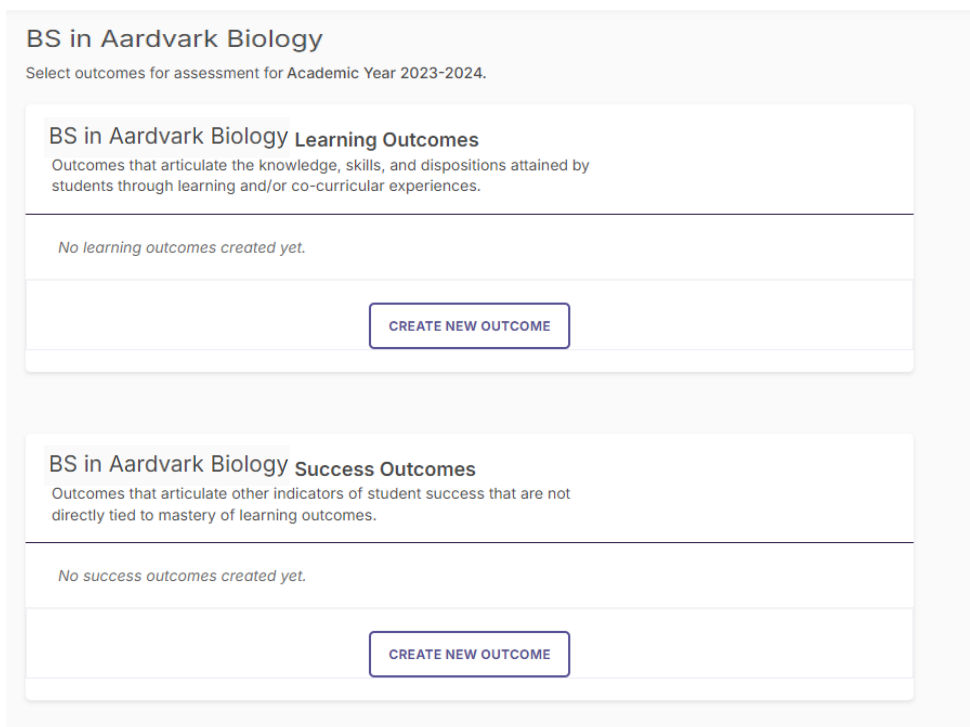 BS in Aardvark Biology
Select outcomes for assessment for Academic Year 2023-2024.
BS in Aardvark Biology Learning Outcomes
Outcomes that articulate the knowledge, skills, and dispositions attained by
students through learning and/or co-curricular experiences.
No learning outcomes created yet.
CREATE NEW OUTCOME
BS in Aardvark Biology Success Outcomes
Outcomes that articulate other indicators of student success that are not
directly tied to mastery of learning outcomes.
No success outcomes created yet.
CREATE NEW OUTCOME